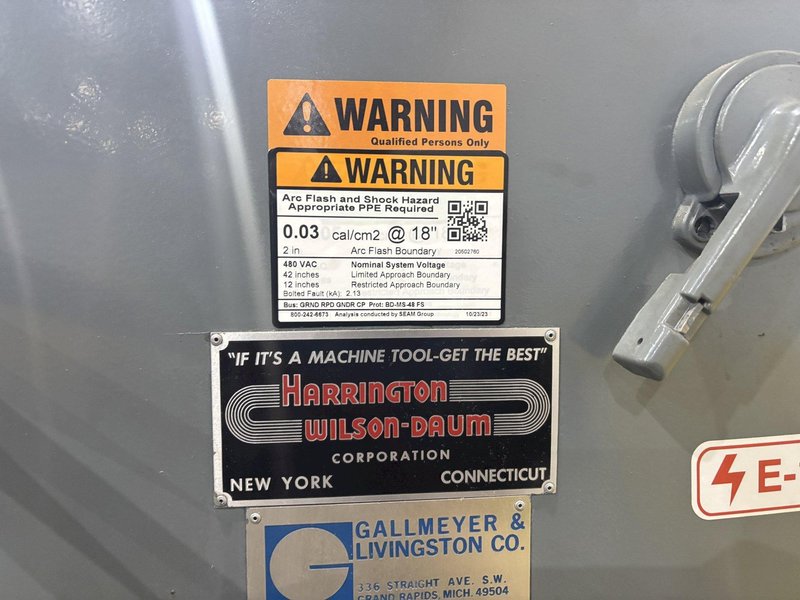 WARNING
Qualified Persons Only
WARNING
Arc Flash and Shock Hazard
Appropriate PPE Required
0.03 cal/cm2 @ 18"
2 in Arc Flash Boundary
20602760
480 VAC Nominal System Voltage
42 inches Limited Approach Boundary
12 inches Restricted Approach Boundary
Bolted Fault (kA): 2.13
Bus: GRND RPD GNDR CP Prot: BD-MS-48 FS
800-242-6673 Analysis conducted by SEAM Group 10/23/23
"IF IT'S A MACHINE TOOL-GET THE BEST"
HARRINGTON
WILSON-DAUM
CORPORATION
NEW YORK CONNECTICUT
E-
GALLMEYER &
LIVINGSTON CO.
336 STRAIGHT AVE. S.W.
GRAND RAPIDS, MICH. 49504